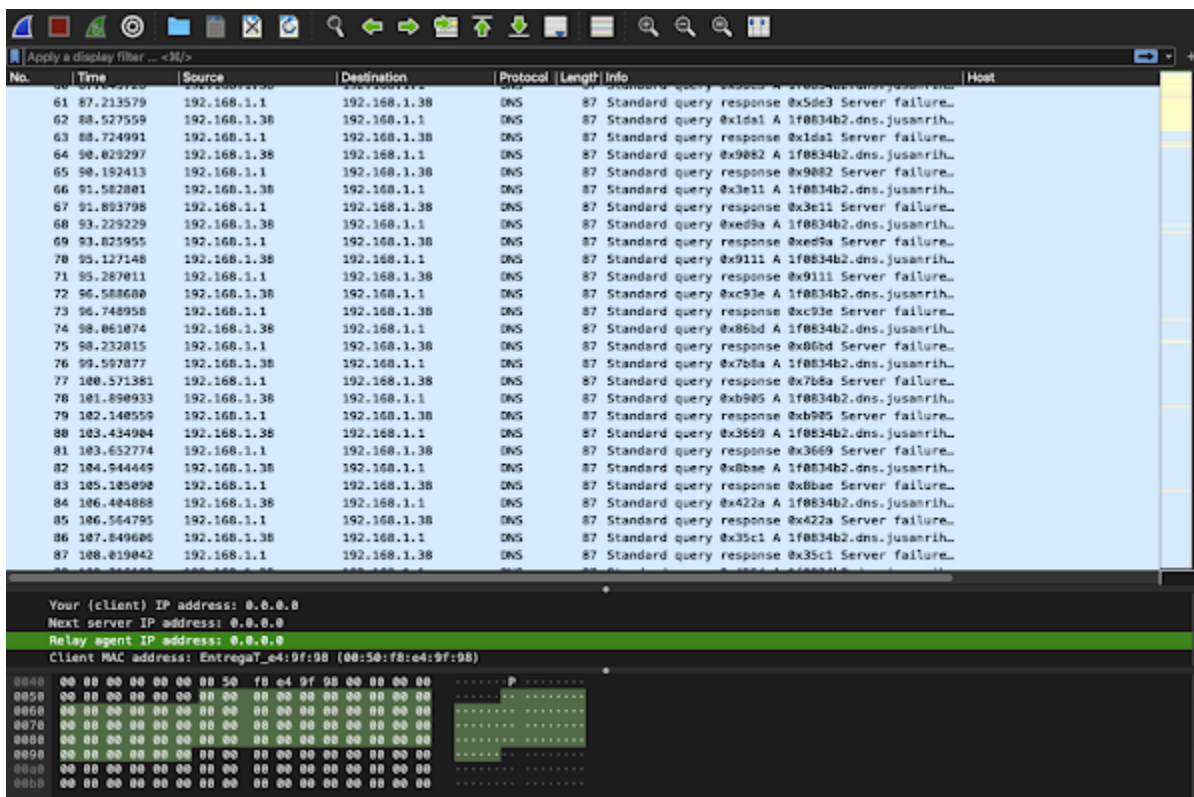 Apply a display filter … <⌘/>
No. Time Source Destination Protocol Length Info Host
61 87.213579 192.168.1.1 192.168.1.38 DNS 87 Standard query response 0x5de3 Server failure…
62 88.527559 192.168.1.38 192.168.1.1 DNS 87 Standard query 0x1da1 A 1f0834b2.dns.jusanrih…
63 88.724991 192.168.1.1 192.168.1.38 DNS 87 Standard query response 0x1da1 Server failure…
64 90.029297 192.168.1.38 192.168.1.1 DNS 87 Standard query 0x9082 A 1f0834b2.dns.jusanrih…
65 90.192413 192.168.1.1 192.168.1.38 DNS 87 Standard query response 0x9082 Server failure…
66 91.582801 192.168.1.38 192.168.1.1 DNS 87 Standard query 0x3e11 A 1f0834b2.dns.jusanrih…
67 91.893798 192.168.1.1 192.168.1.38 DNS 87 Standard query response 0x3e11 Server failure…
68 93.229229 192.168.1.38 192.168.1.1 DNS 87 Standard query 0xed9a A 1f0834b2.dns.jusanrih…
69 93.825955 192.168.1.1 192.168.1.38 DNS 87 Standard query response 0xed9a Server failure…
70 95.127148 192.168.1.38 192.168.1.1 DNS 87 Standard query 0x9111 A 1f0834b2.dns.jusanrih…
71 95.287011 192.168.1.1 192.168.1.38 DNS 87 Standard query response 0x9111 Server failure…
72 96.588680 192.168.1.38 192.168.1.1 DNS 87 Standard query 0xc93e A 1f0834b2.dns.jusanrih…
73 96.748958 192.168.1.1 192.168.1.38 DNS 87 Standard query response 0xc93e Server failure…
74 98.061074 192.168.1.38 192.168.1.1 DNS 87 Standard query 0x86bd A 1f0834b2.dns.jusanrih…
75 98.232815 192.168.1.1 192.168.1.38 DNS 87 Standard query response 0x86bd Server failure…
76 99.597877 192.168.1.38 192.168.1.1 DNS 87 Standard query 0x7b8a A 1f0834b2.dns.jusanrih…
77 100.571381 192.168.1.1 192.168.1.38 DNS 87 Standard query response 0x7b8a Server failure…
78 101.890933 192.168.1.38 192.168.1.1 DNS 87 Standard query 0xb905 A 1f0834b2.dns.jusanrih…
79 102.140559 192.168.1.1 192.168.1.38 DNS 87 Standard query response 0xb905 Server failure…
80 103.434904 192.168.1.38 192.168.1.1 DNS 87 Standard query 0x3669 A 1f0834b2.dns.jusanrih…
81 103.652774 192.168.1.1 192.168.1.38 DNS 87 Standard query response 0x3669 Server failure…
82 104.944449 192.168.1.38 192.168.1.1 DNS 87 Standard query 0x8bae A 1f0834b2.dns.jusanrih…
83 105.105090 192.168.1.1 192.168.1.38 DNS 87 Standard query response 0x8bae Server failure…
84 106.404888 192.168.1.38 192.168.1.1 DNS 87 Standard query 0x422a A 1f0834b2.dns.jusanrih…
85 106.564795 192.168.1.1 192.168.1.38 DNS 87 Standard query response 0x422a Server failure…
86 107.849606 192.168.1.38 192.168.1.1 DNS 87 Standard query 0x35c1 A 1f0834b2.dns.jusanrih…
87 108.019042 192.168.1.1 192.168.1.38 DNS 87 Standard query response 0x35c1 Server failure…
Your (client) IP address: 0.0.0.0
Next server IP address: 0.0.0.0
Relay agent IP address: 0.0.0.0
Client MAC address: EntregaT_e4:9f:98 (00:50:f8:e4:9f:98)
0040 00 00 00 00 00 00 00 50 f8 e4 9f 98 00 00 00 00 ·······P ········
0050 00 00 00 00 00 00 00 00 00 00 00 00 00 00 00 00 ········ ········
0060 00 00 00 00 00 00 00 00 00 00 00 00 00 00 00 00 ········ ········
0070 00 00 00 00 00 00 00 00 00 00 00 00 00 00 00 00 ········ ········
0080 00 00 00 00 00 00 00 00 00 00 00 00 00 00 00 00 ········ ········
0090 00 00 00 00 00 00 00 00 00 00 00 00 00 00 00 00 ········ ········
00a0 00 00 00 00 00 00 00 00 00 00 00 00 00 00 00 00 ········ ········
00b0 00 00 00 00 00 00 00 00 00 00 00 00 00 00 00 00 ········ ········